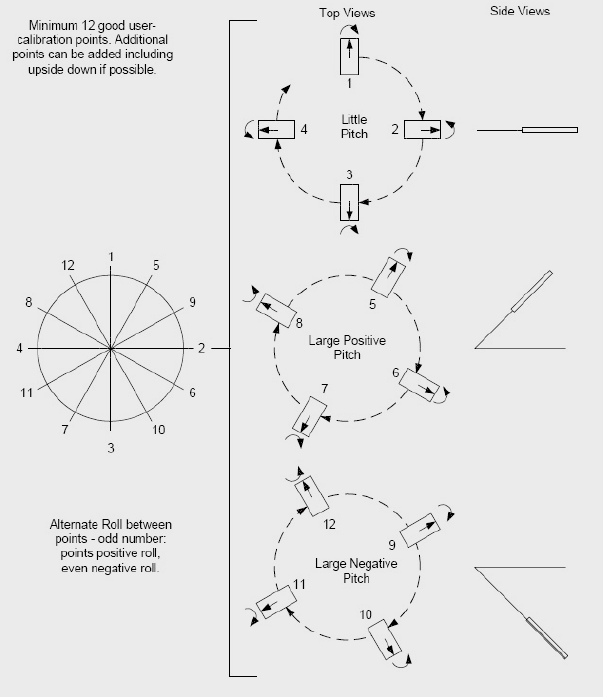 Minimum 12 good user-
calibration points. Additional
points can be added including
upside down if possible.
Top Views
Side Views
1
Little
Pitch
2
3
4
1
5
9
2
6
10
3
7
11
4
8
12
5
Large Positive
Pitch
6
7
8
Alternate Roll between
points - odd number:
points positive roll,
even negative roll.
12
9
Large Negative
Pitch
11
10